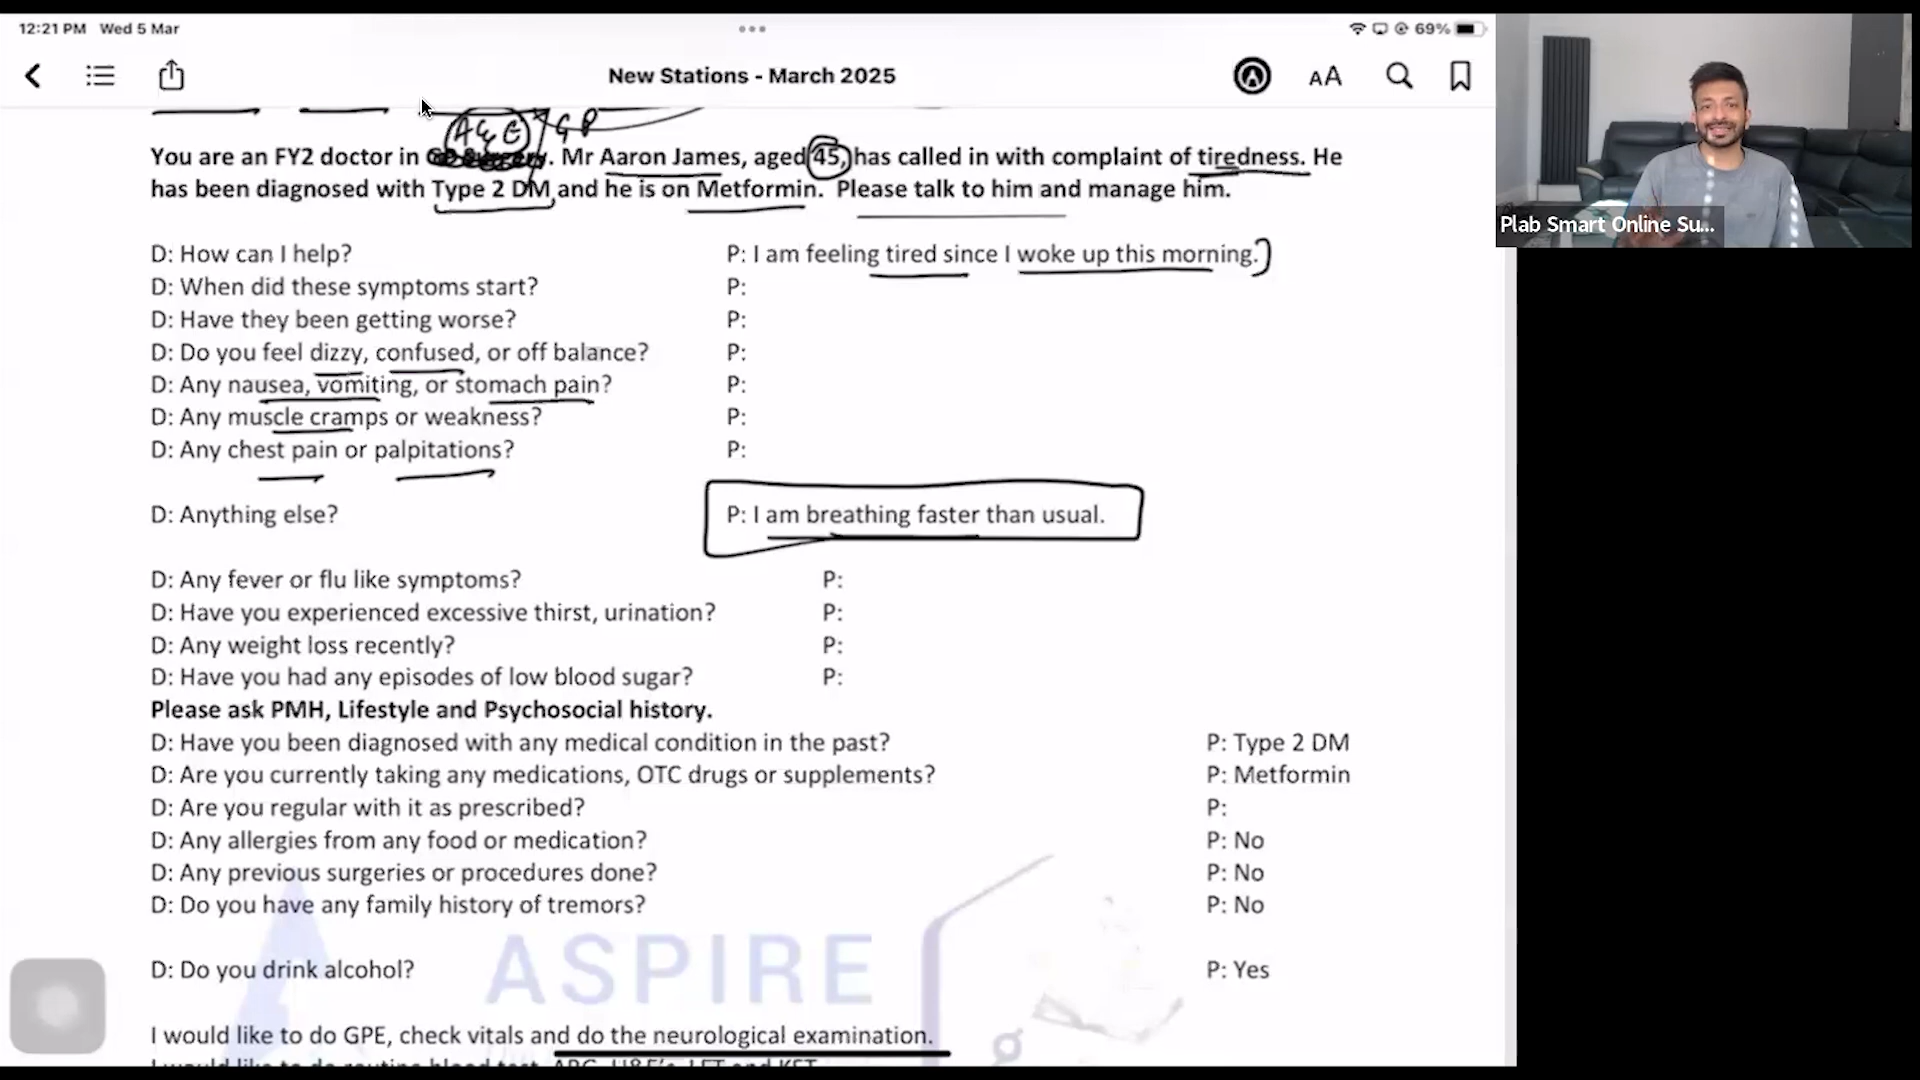 12:21 PM Wed 5 Mar
69%
New Stations - March 2025
AA
A&E / GP
You are an FY2 doctor in . Mr Aaron James, aged 45, has called in with complaint of tiredness. He
has been diagnosed with Type 2 DM, and he is on Metformin. Please talk to him and manage him.
Plab Smart Online Su...
D: How can I help? P: I am feeling tired since I woke up this morning.
D: When did these symptoms start? P:
D: Have they been getting worse? P:
D: Do you feel dizzy, confused, or off balance? P:
D: Any nausea, vomiting, or stomach pain? P:
D: Any muscle cramps or weakness? P:
D: Any chest pain or palpitations? P:
D: Anything else? P: I am breathing faster than usual.
D: Any fever or flu like symptoms? P:
D: Have you experienced excessive thirst, urination? P:
D: Any weight loss recently? P:
D: Have you had any episodes of low blood sugar? P:
Please ask PMH, Lifestyle and Psychosocial history.
D: Have you been diagnosed with any medical condition in the past? P: Type 2 DM
D: Are you currently taking any medications, OTC drugs or supplements? P: Metformin
D: Are you regular with it as prescribed? P:
D: Any allergies from any food or medication? P: No
D: Any previous surgeries or procedures done? P: No
D: Do you have any family history of tremors? P: No
ASPIRE
D: Do you drink alcohol? P: Yes
I would like to do GPE, check vitals and do the neurological examination.
I would like to do routine blood test, ABG, U&E's, LFT and KFT